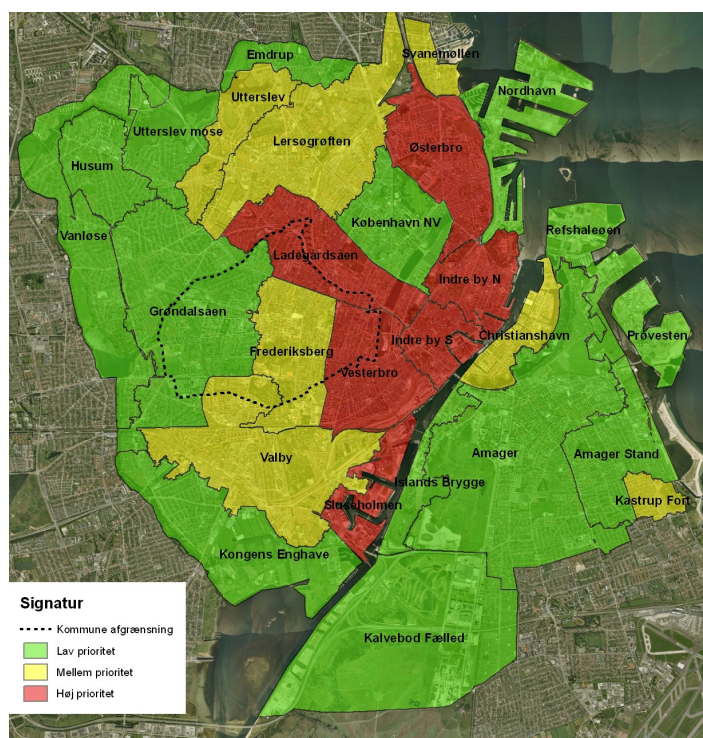 Svanemøllen
Emdrup
Nordhavn
Utterslev
Utterslev mose
Lersøgrøften
Østerbro
Husum
København NV
Refshaleøen
Vanløse
Ladegårdsåen
Indre by N
Grøndalsåen
Christianshavn
Prøvesten
Indre by S
Frederiksberg
Vesterbro
Valby
Amager
Amager Stand
Islands Brygge
Kastrup Fort
Sluseholmen
Kongens Enghave
Kalvebod Fælled
Signatur
Kommune afgrænsning
Lav prioritet
Mellem prioritet
Høj prioritet